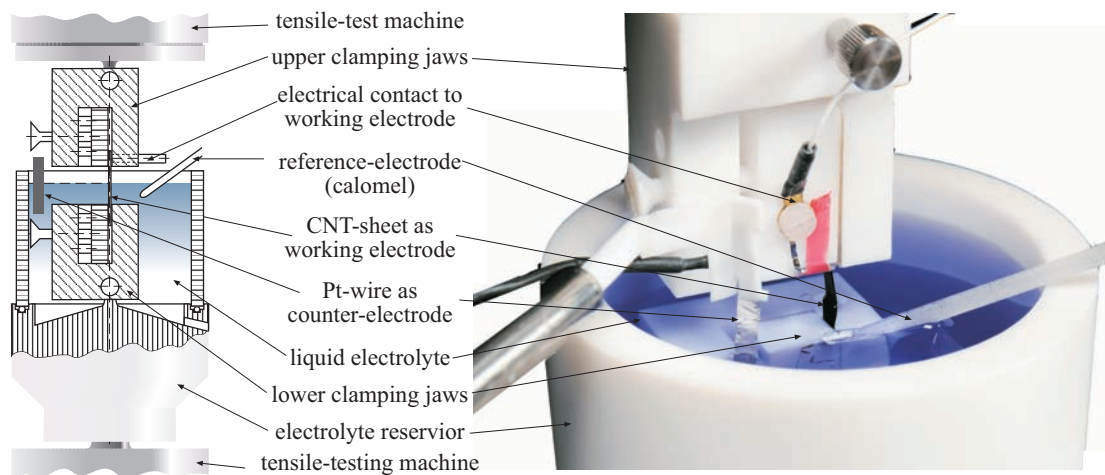 tensile-test machine
upper clamping jaws
electrical contact to
working electrode
reference-electrode
(calomel)
CNT-sheet as
working electrode
Pt-wire as
counter-electrode
liquid electrolyte
lower clamping jaws
electrolyte reservior
tensile-testing machine